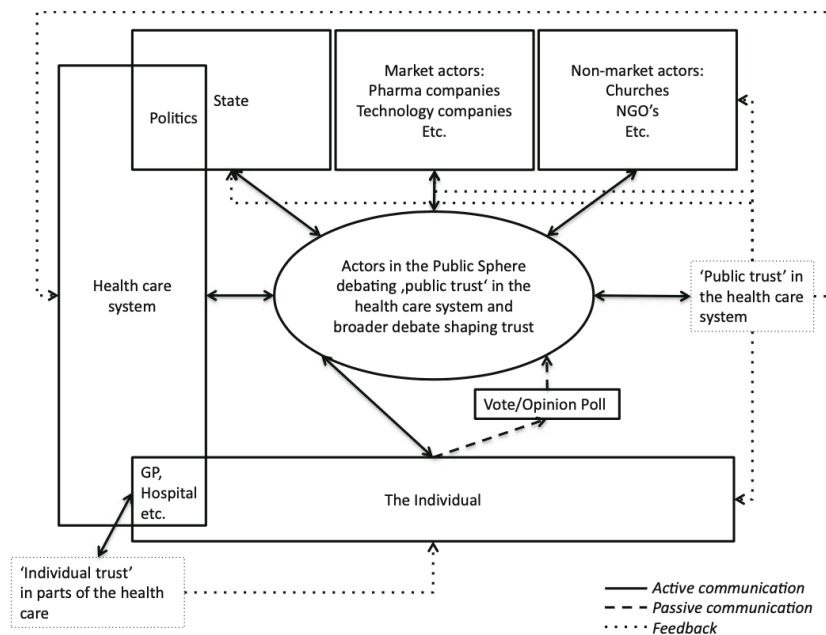 Politics
State
Market actors:
Pharma companies
Technology companies
Etc.
Non-market actors:
Churches
NGO's
Etc.
Health care
system
Actors in the Public Sphere
debating ‚public trust‘ in the
health care system and
broader debate shaping trust
'Public trust' in
the health care
system
Vote/Opinion Poll
GP,
Hospital
etc.
The Individual
'Individual trust'
in parts of the health
care
Active communication
Passive communication
Feedback